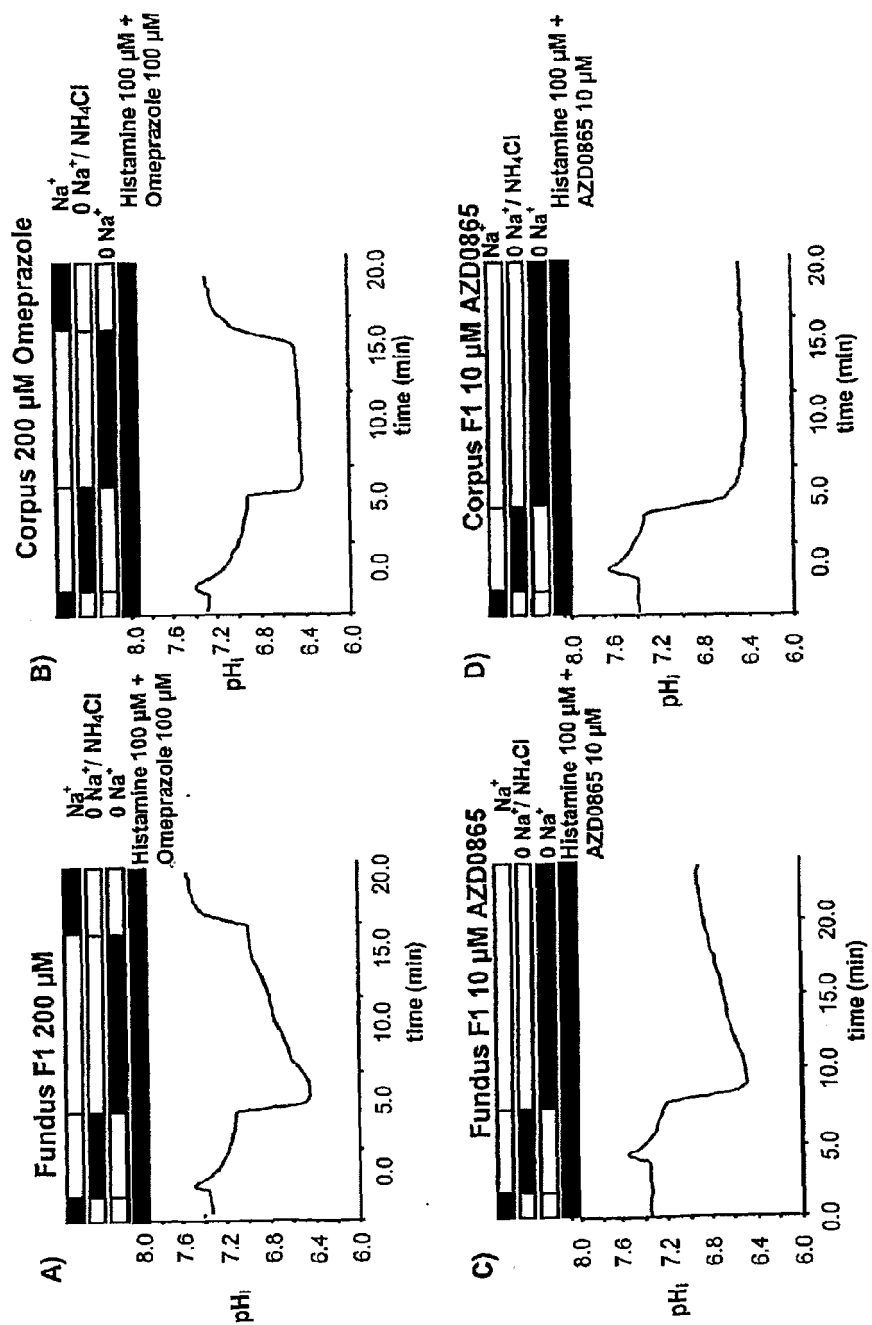 A)
Fundus F1 200 µM
Na⁺
0 Na⁺/ NH₄Cl
0 Na⁺
Histamine 100 µM +
Omeprazole 100 µM
pHᵢ
8.0
7.6
7.2
6.8
6.4
6.0
0.0 5.0 10.0 15.0 20.0
time (min)
B)
Corpus 200 µM Omeprazole
Na⁺
0 Na⁺/ NH₄Cl
0 Na⁺
Histamine 100 µM +
Omeprazole 100 µM
pHᵢ
8.0
7.6
7.2
6.8
6.4
6.0
0.0 5.0 10.0 15.0 20.0
time (min)
C)
Fundus F1 10 µM AZD0865
Na⁺
0 Na⁺/ NH₄Cl
0 Na⁺
Histamine 100 µM +
AZD0865 10 µM
pHᵢ
8.0
7.6
7.2
6.8
6.4
6.0
0.0 5.0 10.0 15.0 20.0
time (min)
D)
Corpus F1 10 µM AZD0865
Na⁺
0 Na⁺/ NH₄Cl
0 Na⁺
Histamine 100 µM +
AZD0865 10 µM
pHᵢ
8.0
7.6
7.2
6.8
6.4
6.0
0.0 5.0 10.0 15.0 20.0
time (min)